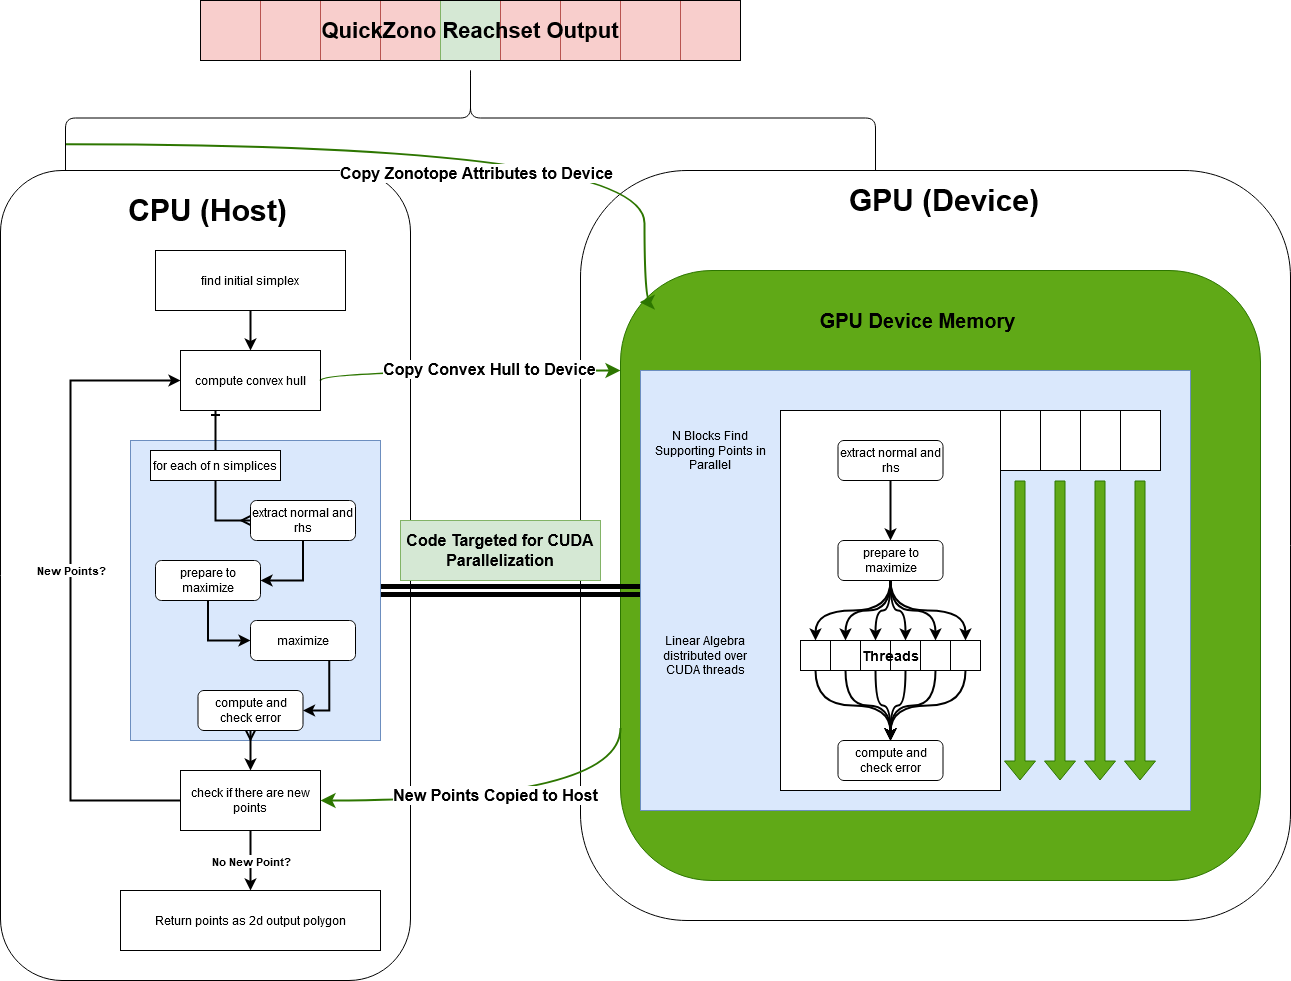 QuickZono Reachset Output
Copy Zonotope Attributes to Device
CPU (Host)
GPU (Device)
find initial simplex
GPU Device Memory
compute convex hull
Copy Convex Hull to Device
for each of n simplices
extract normal and
rhs
prepare to
maximize
maximize
compute and
check error
New Points?
Code Targeted for CUDA
Parallelization
N Blocks Find
Supporting Points in
Parallel
extract normal and
rhs
prepare to
maximize
Linear Algebra
distributed over
CUDA threads
Threads
compute and
check error
check if there are new
points
New Points Copied to Host
No New Point?
Return points as 2d output polygon